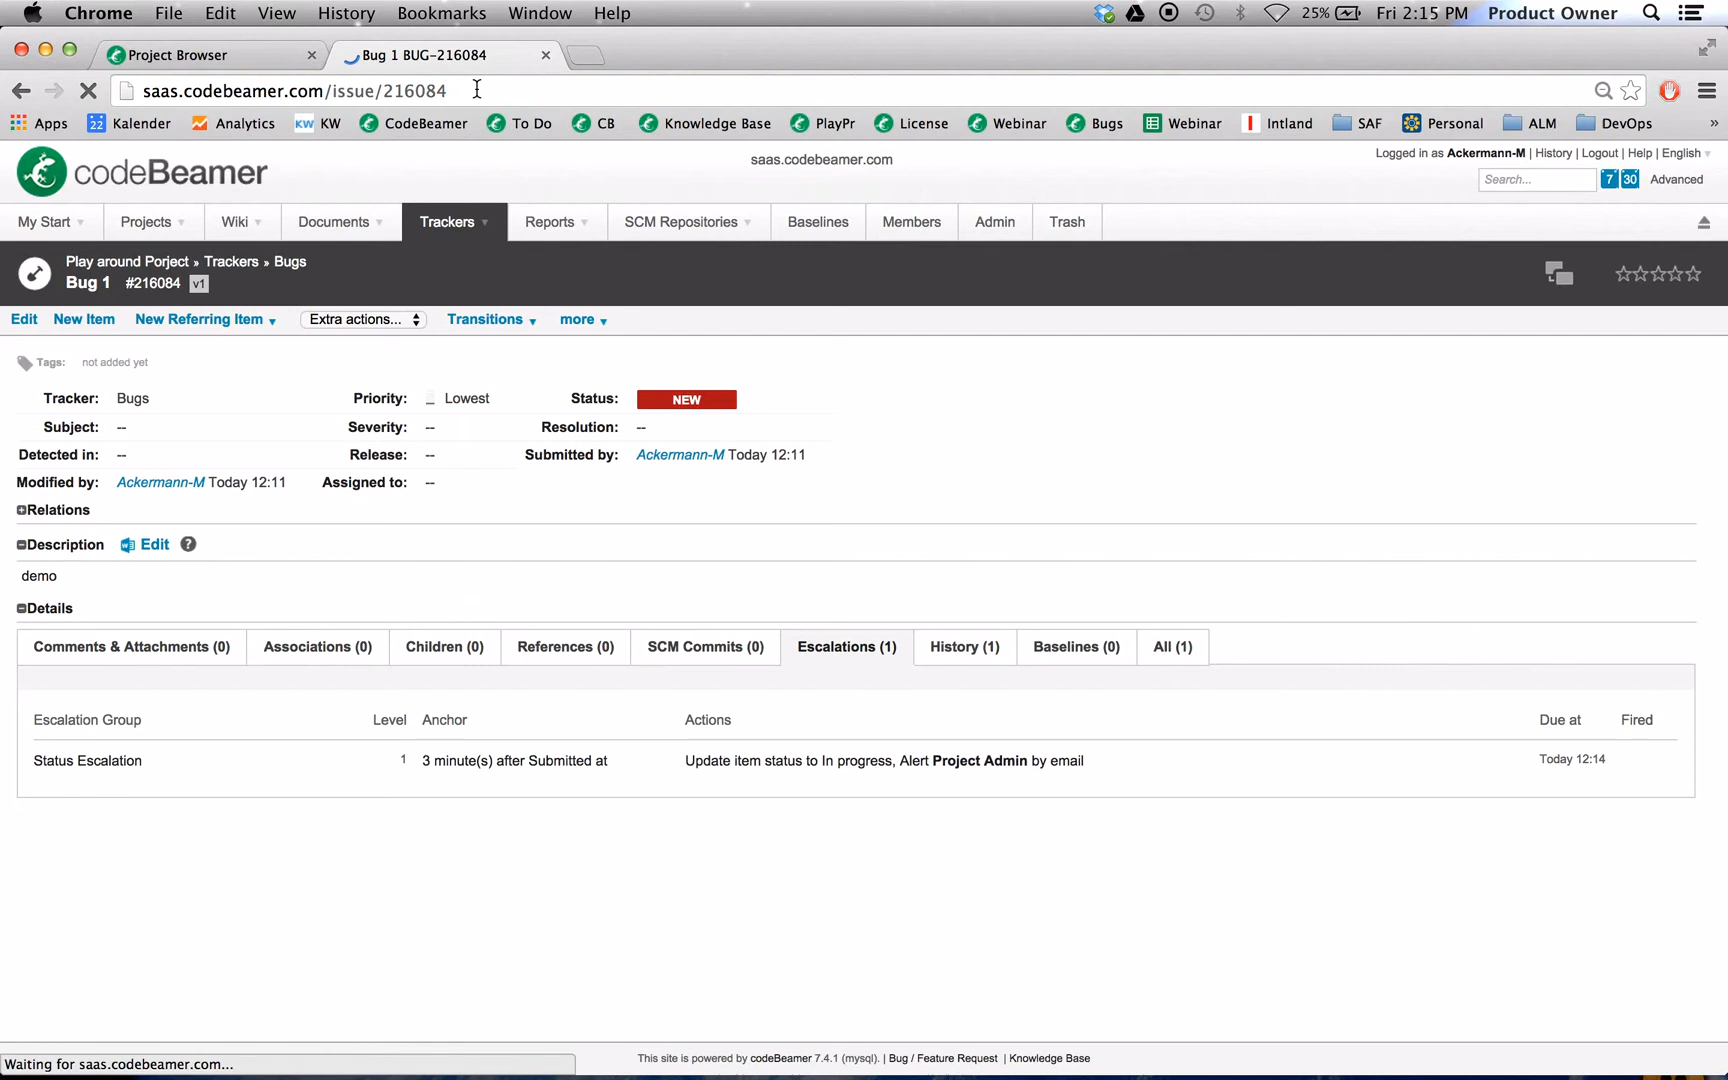 Chrome File Edit View History Bookmarks Window Help 25% Fri 2:15 PM Product Owner
Project Browser Bug 1 BUG-216084
saas.codebeamer.com/issue/216084
Apps 22 Kalender Analytics KW KW CodeBeamer To Do CB Knowledge Base PlayPr License Webinar Bugs Webinar Intland SAF Personal ALM DevOps »
codeBeamer saas.codebeamer.com Logged in as Ackermann-M | History | Logout | Help | English
Search... 7 30 Advanced
My Start Projects Wiki Documents Trackers Reports SCM Repositories Baselines Members Admin Trash
Play around Porject » Trackers » Bugs
Bug 1 #216084 v1
Edit New Item New Referring Item Extra actions... Transitions more
Tags: not added yet
Tracker: Bugs Priority: Lowest Status: NEW
Subject: -- Severity: -- Resolution: --
Detected in: -- Release: -- Submitted by: Ackermann-M Today 12:11
Modified by: Ackermann-M Today 12:11 Assigned to: --
Relations
Description Edit ?
demo
Details
Comments & Attachments (0) Associations (0) Children (0) References (0) SCM Commits (0) Escalations (1) History (1) Baselines (0) All (1)
Escalation Group Level Anchor Actions Due at Fired
Status Escalation 1 3 minute(s) after Submitted at Update item status to In progress, Alert Project Admin by email Today 12:14
This site is powered by codeBeamer 7.4.1 (mysql). | Bug / Feature Request | Knowledge Base
Waiting for saas.codebeamer.com...